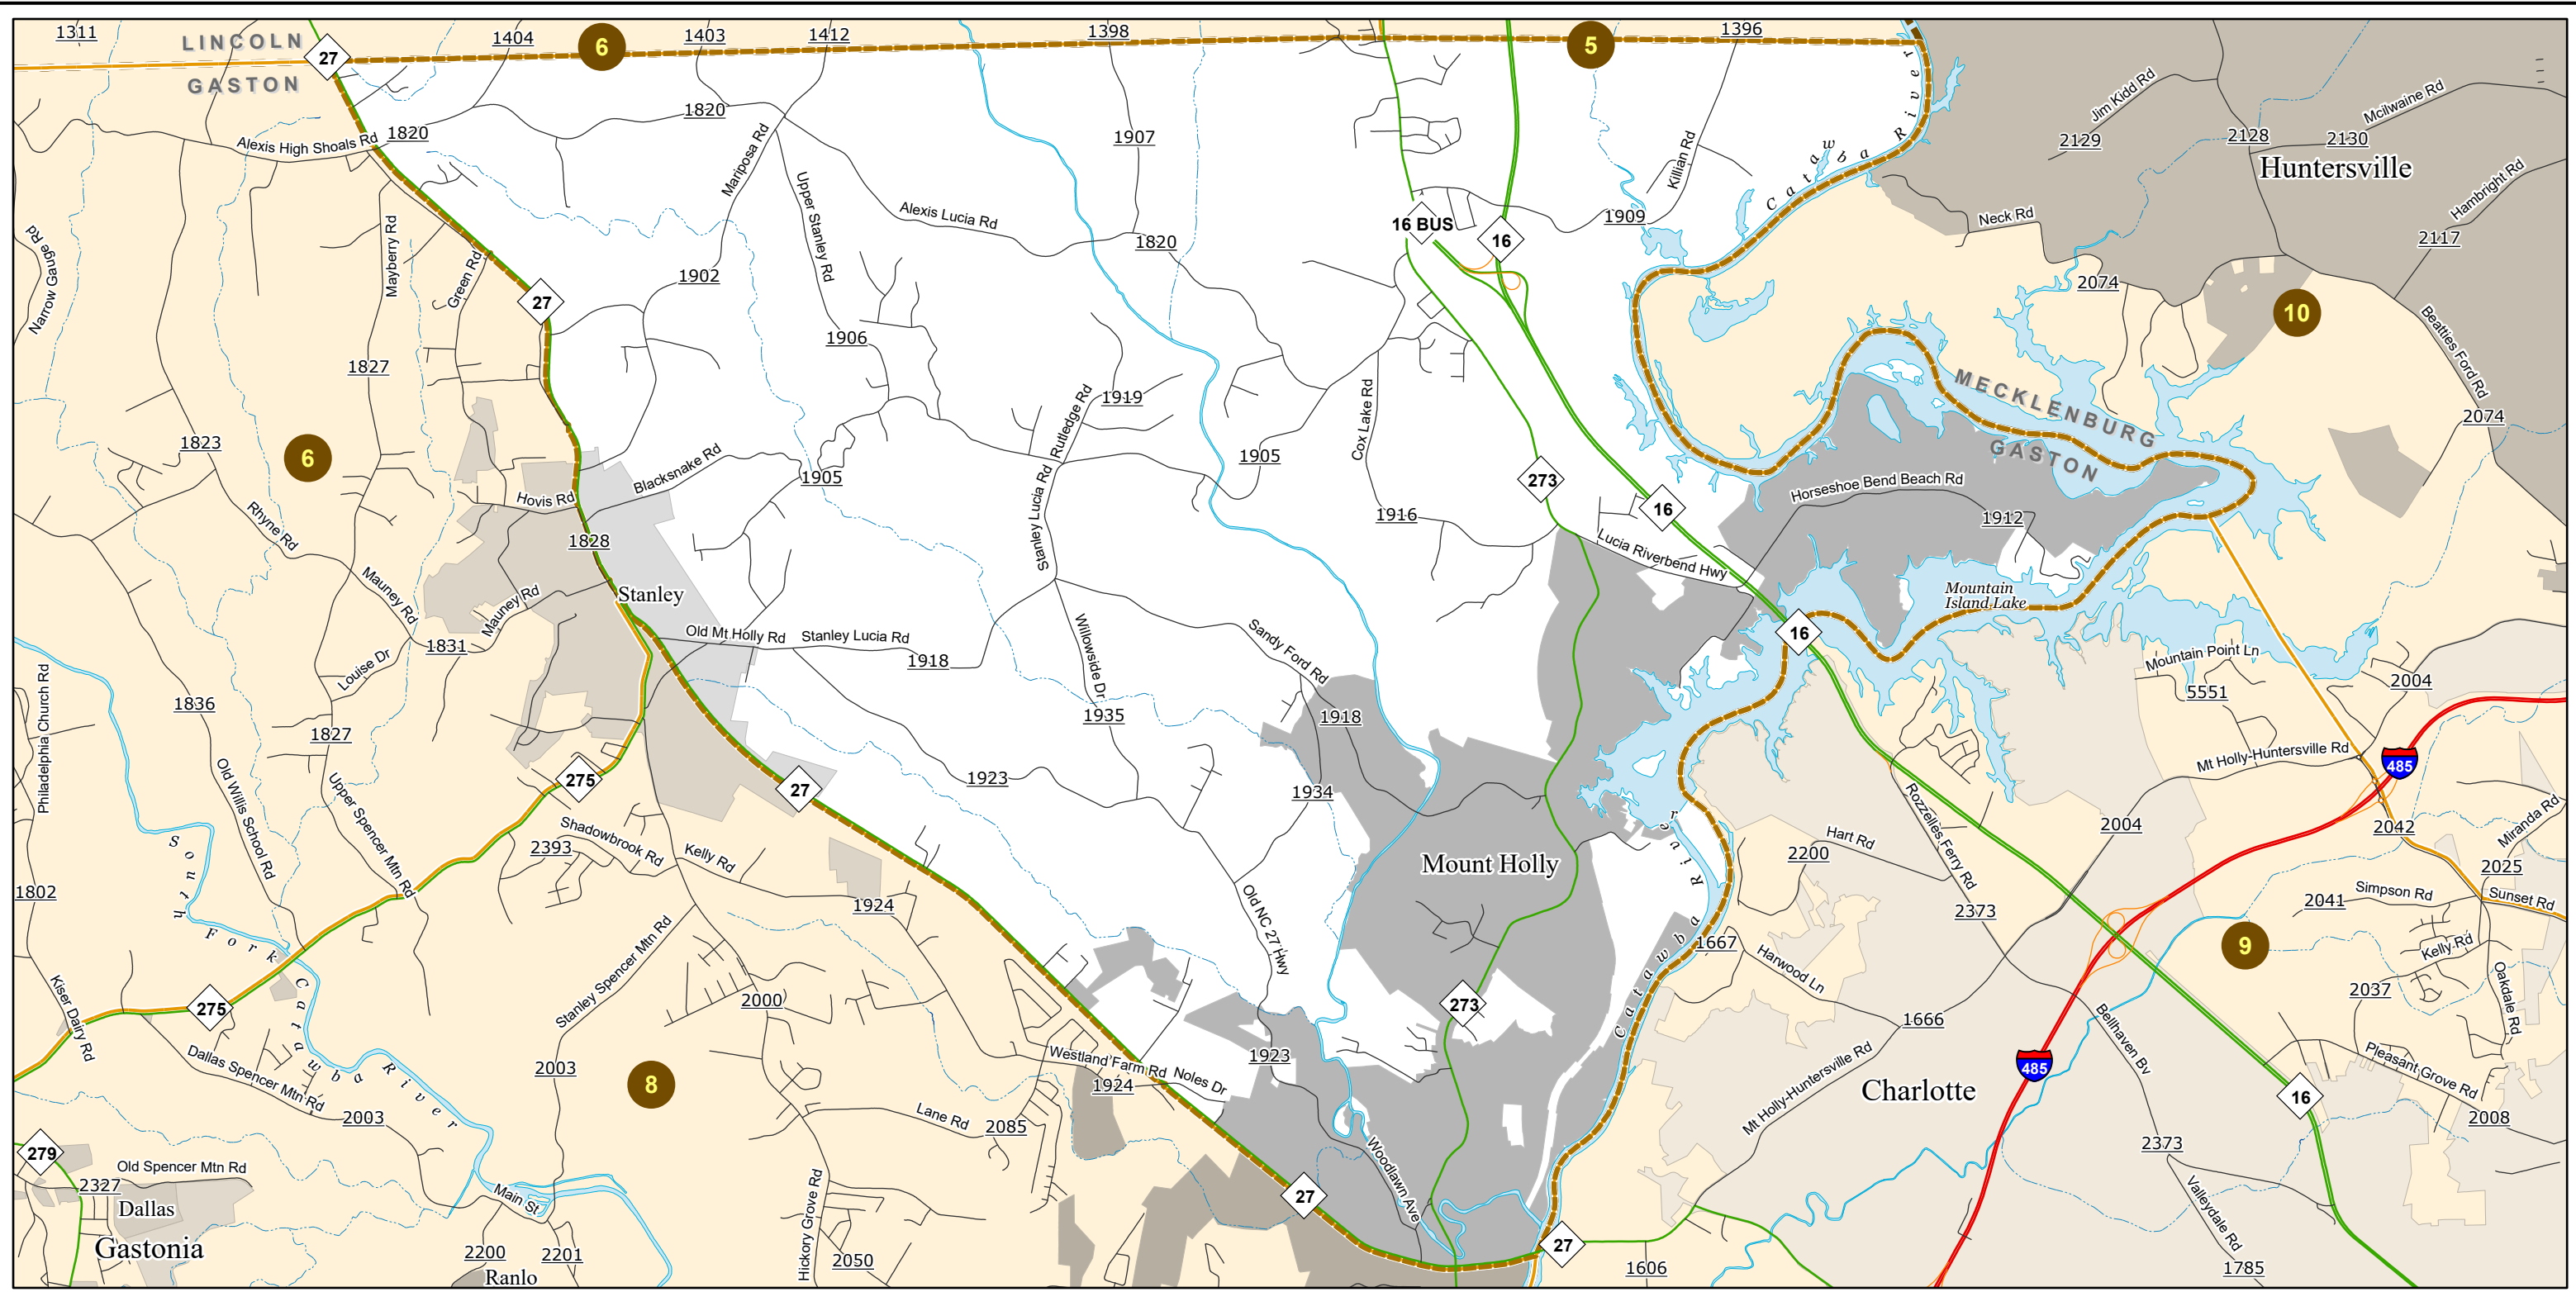 1311
LINCOLN
GASTON
27
1404
6
1403
1412
1398
5
1396
River
Catawba
Jim Kidd Rd
2129
2128
Mcilwaine Rd
2130
Huntersville
Hambright Rd
2117
Alexis High Shoals Rd
1820
1820
Mariposa Rd
1907
Killian Rd
Upper Stanley Rd
Alexis Lucia Rd
1820
16 BUS
16
1909
Neck Rd
2074
10
Narrow Gauge Rd
Mayberry Rd
Green Rd
27
1902
1906
1827
1919
Rutledge Rd
Cox Lake Rd
MECKLENBURG
GASTON
Beatties Ford Rd
2074
1823
6
Rhyne Rd
Hovis Rd
Blacksnake Rd
1905
1905
Stanley Lucia Rd
273
16
1916
Horseshoe Bend Beach Rd
1912
Lucia Riverbend Hwy
1828
Stanley
Mauney Rd
Mauney Rd
1831
Louise Dr
Old Mt Holly Rd
Stanley Lucia Rd
1918
Willowside Dr
1935
Sandy Ford Rd
1918
Mountain
Island Lake
16
Mountain Point Ln
5551
2004
Philadelphia Church Rd
1836
1827
Old Willis School Rd
Upper Spencer Mtn Rd
275
27
1923
1934
Mt Holly-Huntersville Rd
485
2004
2042
Miranda Rd
2025
Sunset Rd
South Fork Catawba River
1802
Shadowbrook Rd
2393
Kelly Rd
1924
Old NC 27 Hwy
Mount Holly
Catawba River
Hart Rd
2200
Rozzelles Ferry Rd
2373
Simpson Rd
2041
9
Kelly Rd
Oakdale Rd
2037
1667
Harwood Ln
1666
Kiser Dairy Rd
275
Stanley Spencer Mtn Rd
2000
273
Dallas Spencer Mtn Rd
2003
2003
8
Westland Farm Rd
1924
Noles Dr
1923
Mt Holly-Huntersville Rd
Charlotte
485
Bellhaven Bv
16
Pleasant Grove Rd
2008
279
Old Spencer Mtn Rd
2327
Dallas
Gastonia
Main St
2200
2201
Ranlo
Lane Rd
2085
Hickory Grove Rd
2050
27
Woodlawn Ave
27
1606
2373
Valleydale Rd
1785